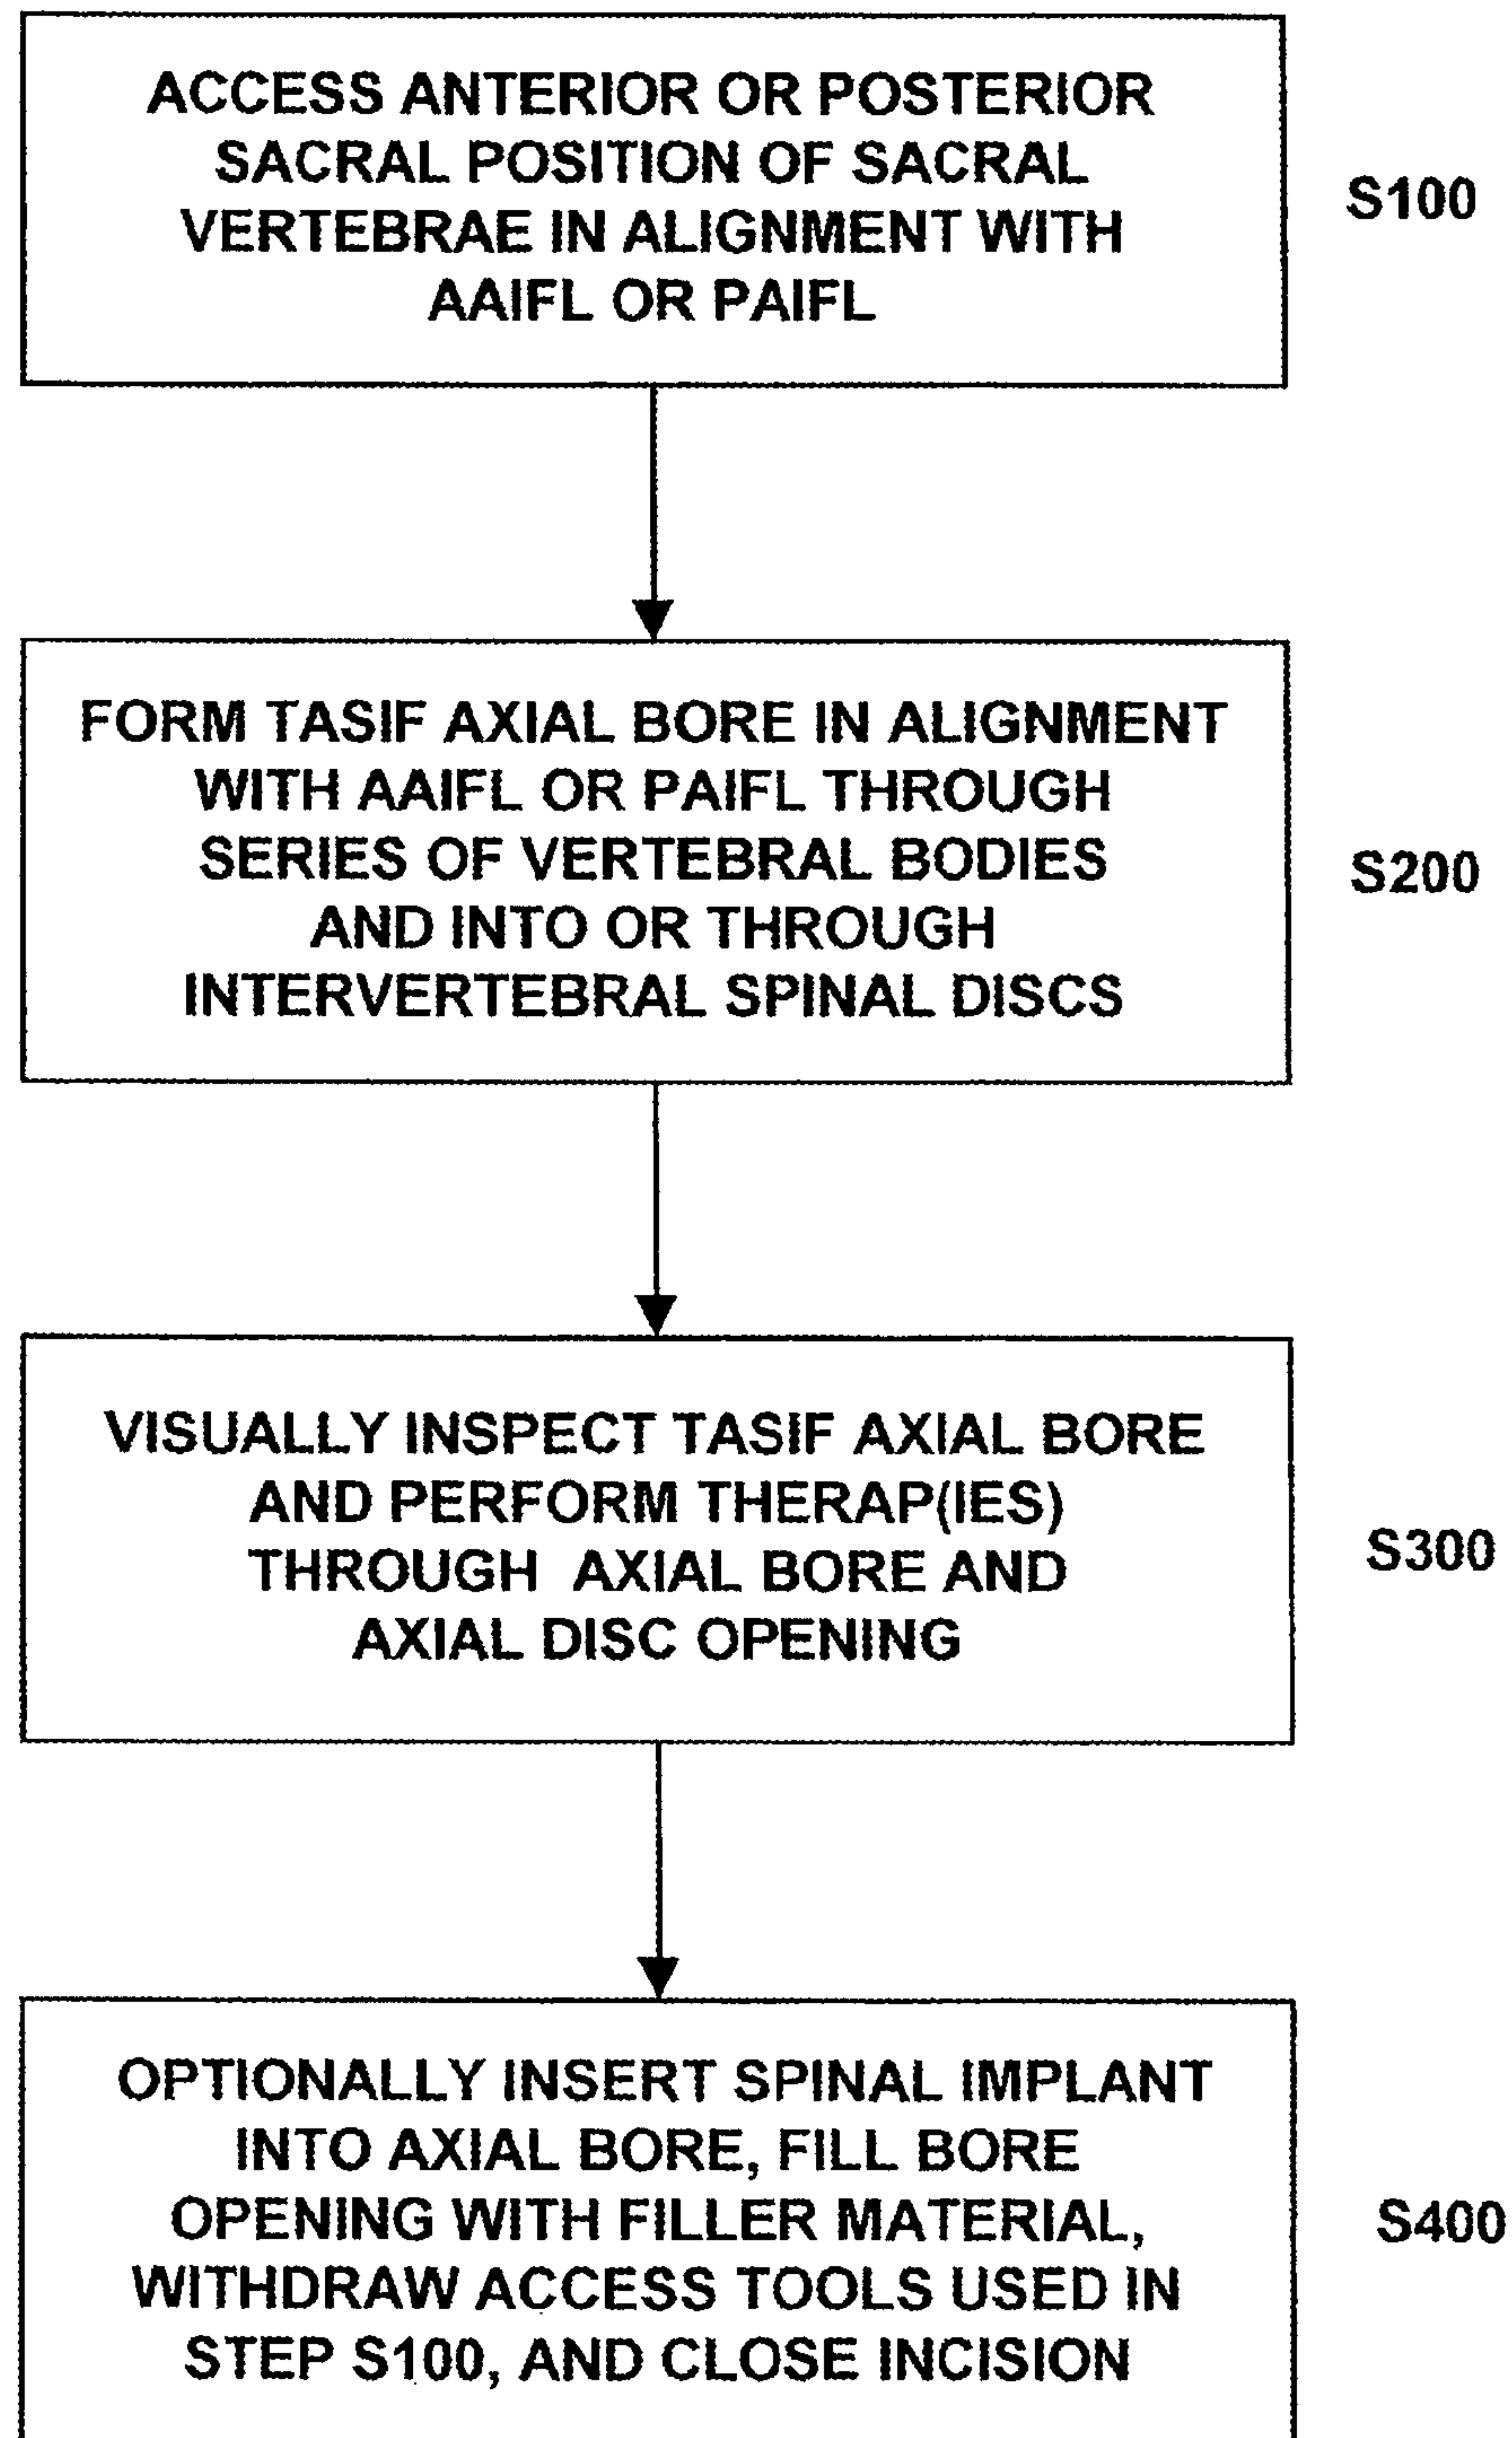 ACCESS ANTERIOR OR POSTERIOR
SACRAL POSITION OF SACRAL
VERTEBRAE IN ALIGNMENT WITH
AAIFL OR PAIFL
S100
FORM TASIF AXIAL BORE IN ALIGNMENT
WITH AAIFL OR PAIFL THROUGH
SERIES OF VERTEBRAL BODIES
AND INTO OR THROUGH
INTERVERTEBRAL SPINAL DISCS
S200
VISUALLY INSPECT TASIF AXIAL BORE
AND PERFORM THERAP(IES)
THROUGH AXIAL BORE AND
AXIAL DISC OPENING
S300
OPTIONALLY INSERT SPINAL IMPLANT
INTO AXIAL BORE, FILL BORE
OPENING WITH FILLER MATERIAL,
WITHDRAW ACCESS TOOLS USED IN
STEP S100, AND CLOSE INCISION
S400